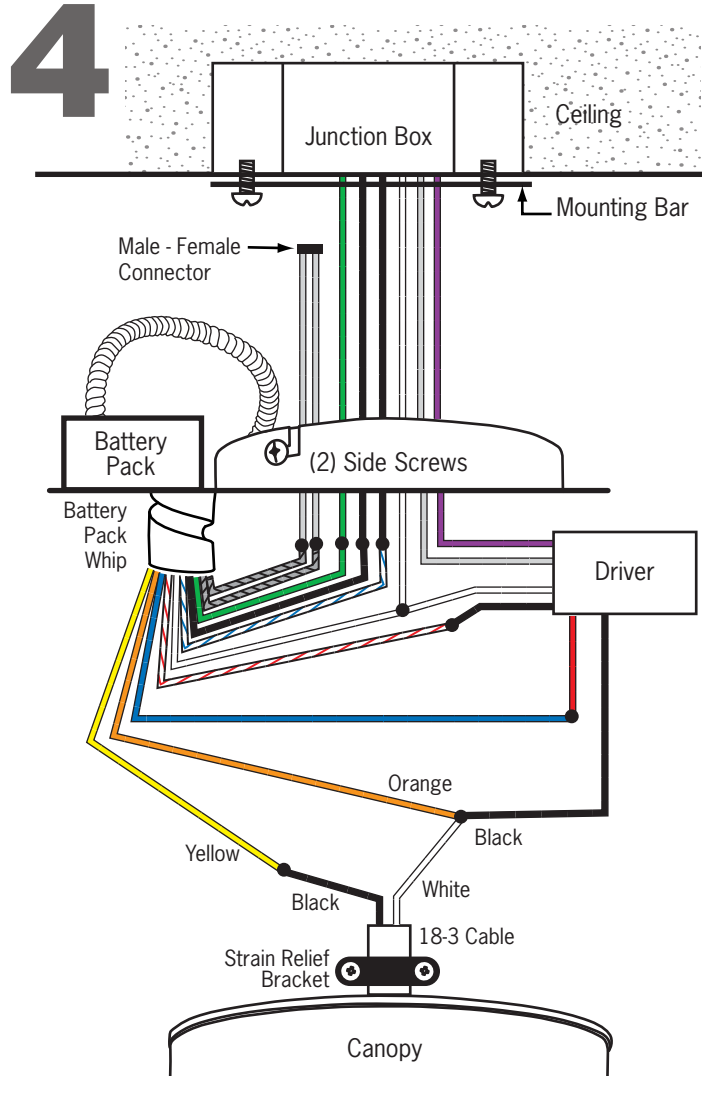 4
Ceiling
Junction Box
Mounting Bar
Male - Female
Connector
Battery
Pack
(2) Side Screws
Battery
Pack
Whip
Driver
Orange
Black
Yellow
White
Black
18-3 Cable
Strain Relief
Bracket
Canopy